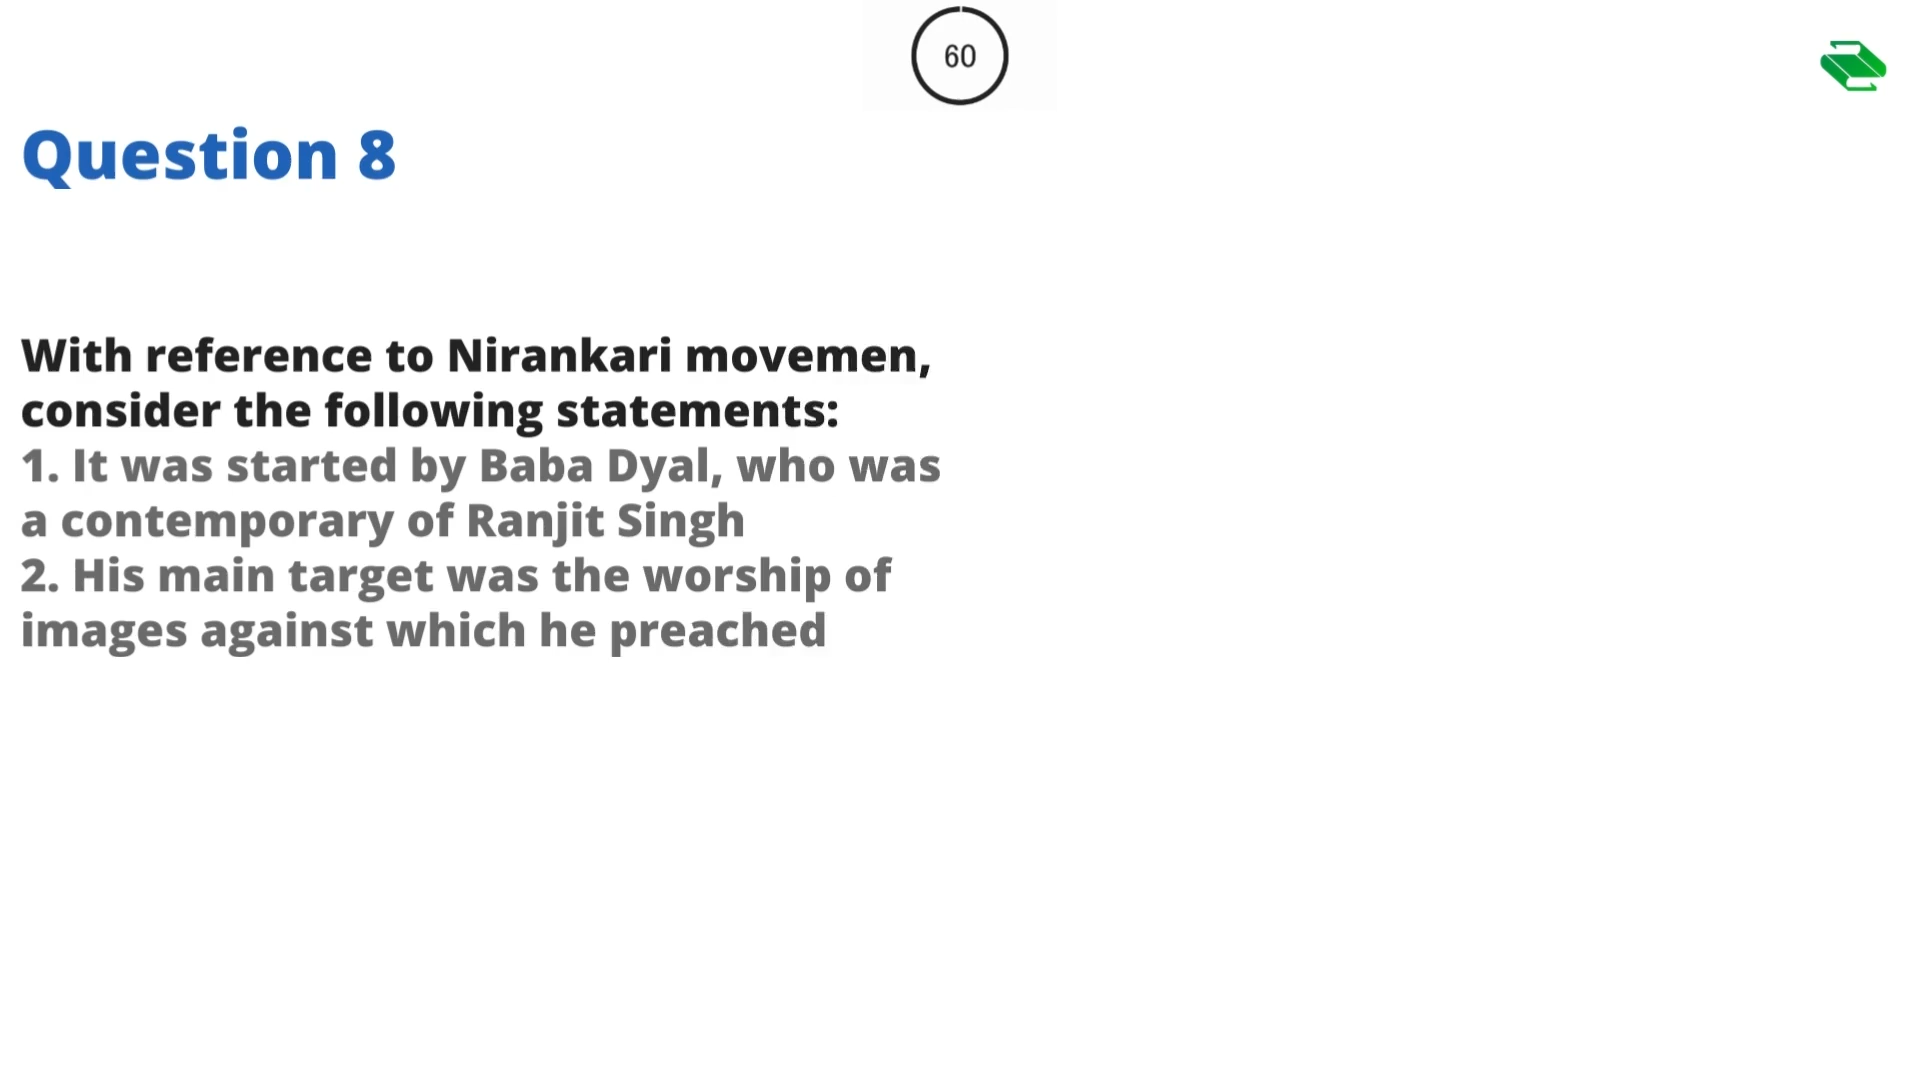 60
Question 8
With reference to Nirankari movemen,
consider the following statements:
1. It was started by Baba Dyal, who was
a contemporary of Ranjit Singh
2. His main target was the worship of
images against which he preached